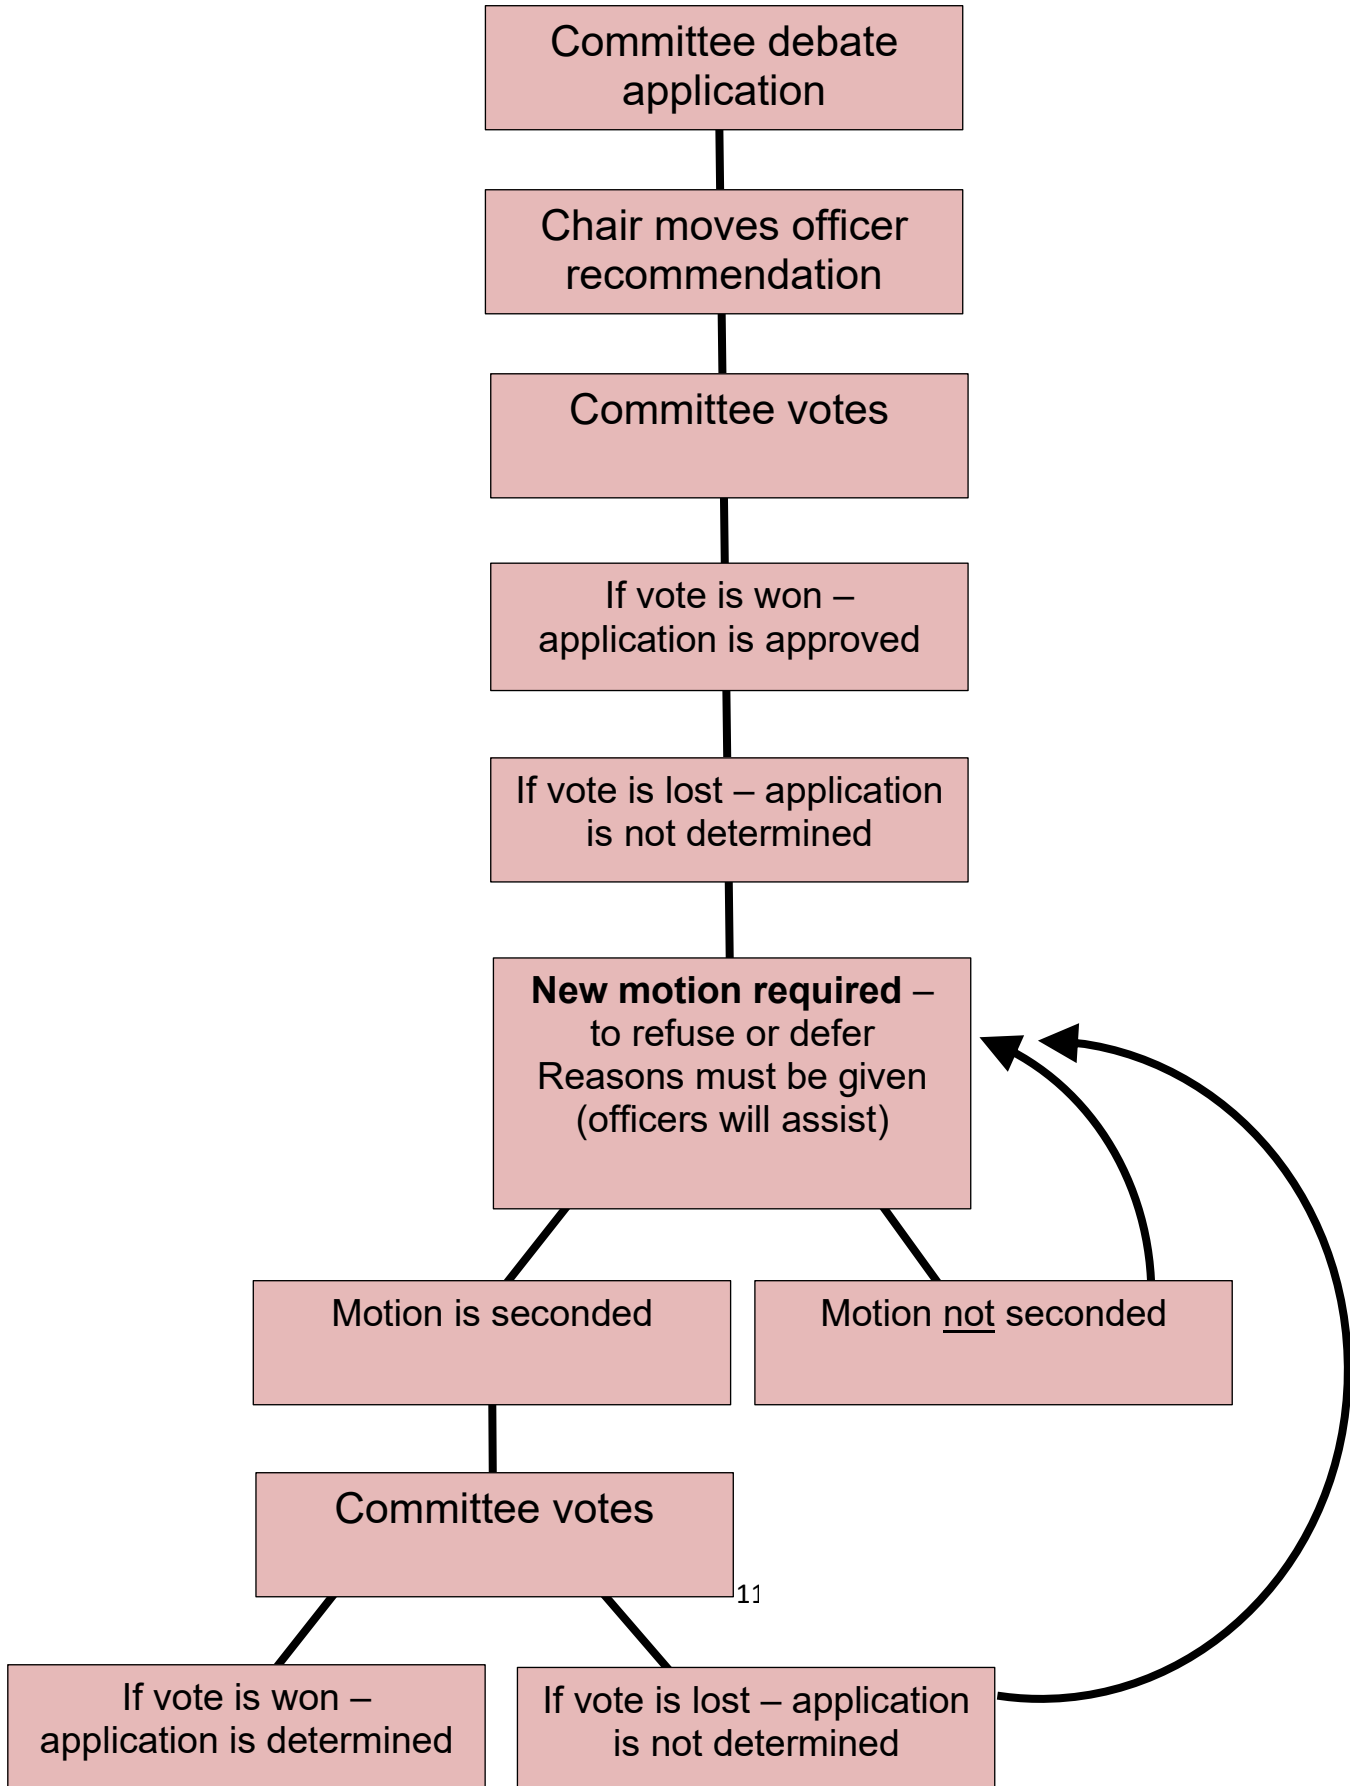 Committee debate
application
Chair moves officer
recommendation
Committee votes
If vote is won –
application is approved
If vote is lost – application
is not determined
New motion required –
to refuse or defer
Reasons must be given
(officers will assist)
Motion is seconded
Motion not seconded
Committee votes
11
If vote is won –
application is determined
If vote is lost – application
is not determined